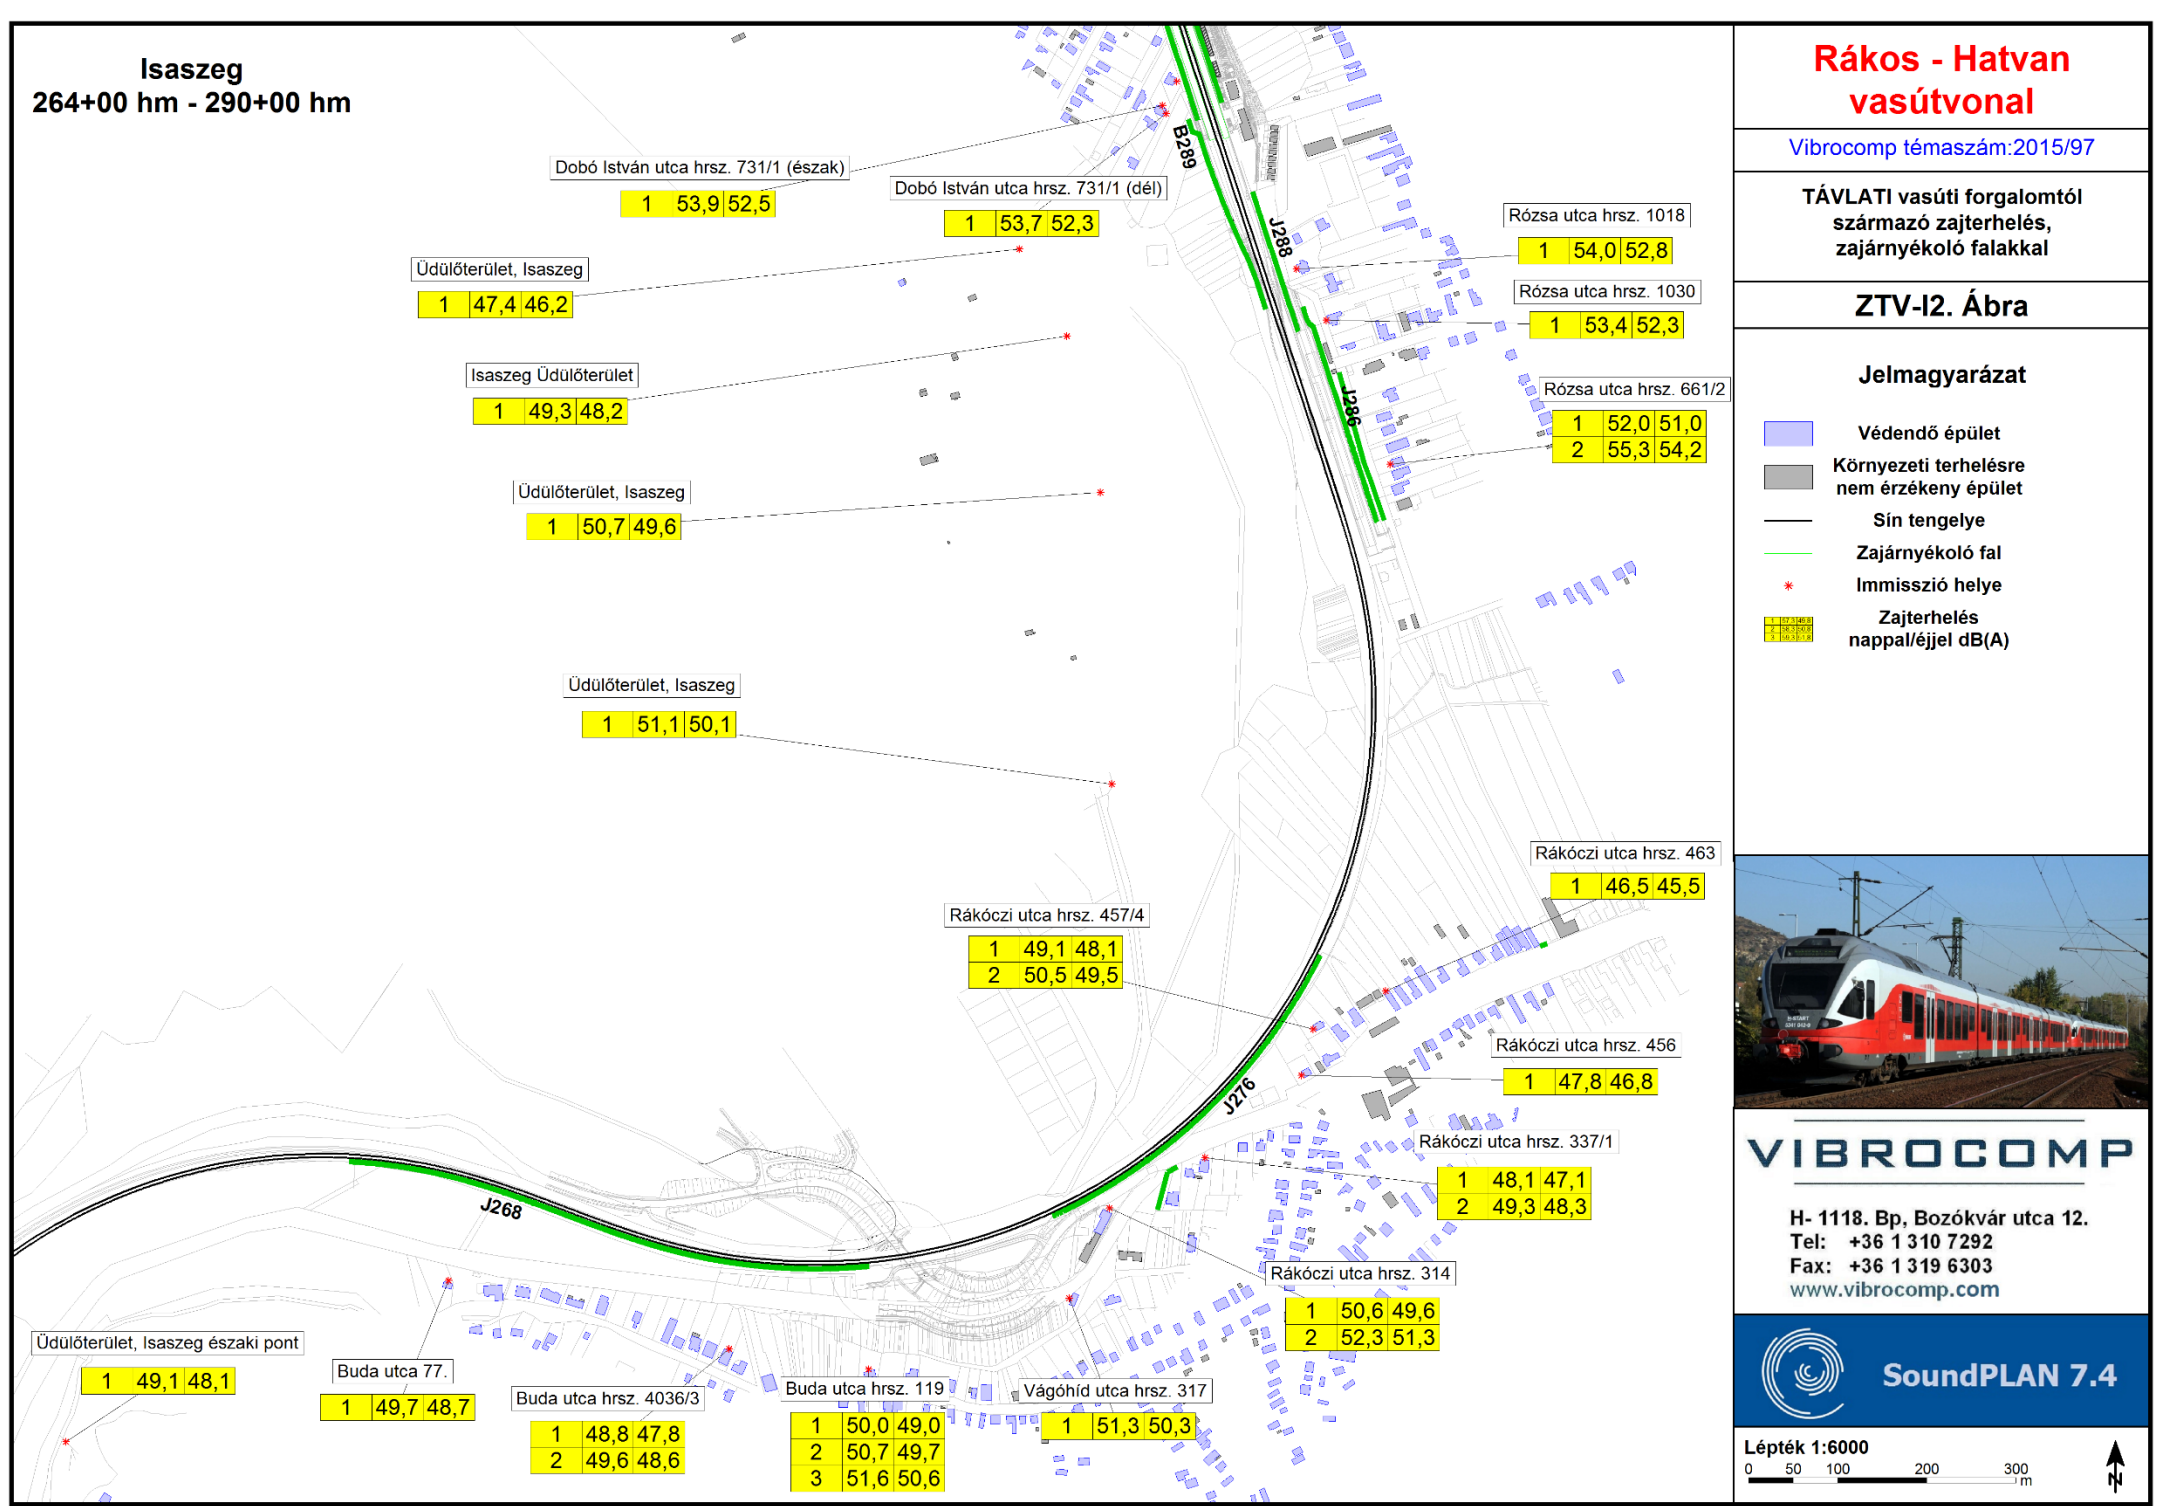 Isaszeg
264+00 hm - 290+00 hm
Dobó István utca hrsz. 731/1 (észak)
1 53,9 52,5
Dobó István utca hrsz. 731/1 (dél)
1 53,7 52,3
B289
J288
J286
J276
J268
Üdülőterület, Isaszeg
1 47,4 46,2
Isaszeg Üdülőterület
1 49,3 48,2
Üdülőterület, Isaszeg
1 50,7 49,6
Üdülőterület, Isaszeg
1 51,1 50,1
Rózsa utca hrsz. 1018
1 54,0 52,8
Rózsa utca hrsz. 1030
1 53,4 52,3
Rózsa utca hrsz. 661/2
1 52,0 51,0
2 55,3 54,2
Rákóczi utca hrsz. 463
1 46,5 45,5
Rákóczi utca hrsz. 457/4
1 49,1 48,1
2 50,5 49,5
Rákóczi utca hrsz. 456
1 47,8 46,8
Rákóczi utca hrsz. 337/1
1 48,1 47,1
2 49,3 48,3
Rákóczi utca hrsz. 314
1 50,6 49,6
2 52,3 51,3
Üdülőterület, Isaszeg északi pont
1 49,1 48,1
Buda utca 77.
1 49,7 48,7
Buda utca hrsz. 4036/3
1 48,8 47,8
2 49,6 48,6
Buda utca hrsz. 119
1 50,0 49,0
2 50,7 49,7
3 51,6 50,6
Vágóhíd utca hrsz. 317
1 51,3 50,3
Rákos - Hatvan
vasútvonal
Vibrocomp témaszám:2015/97
TÁVLATI vasúti forgalomtól
származó zajterhelés,
zajárnyékoló falakkal
ZTV-I2. Ábra
Jelmagyarázat
Védendő épület
Környezeti terhelésre
nem érzékeny épület
Sín tengelye
Zajárnyékoló fal
Immisszió helye
Zajterhelés
nappal/éjjel dB(A)
VIBROCOMP
H- 1118. Bp, Bozókvár utca 12.
Tel: +36 1 310 7292
Fax: +36 1 319 6303
www.vibrocomp.com
SoundPLAN 7.4
Lépték 1:6000
0 50 100 200 300
m
N